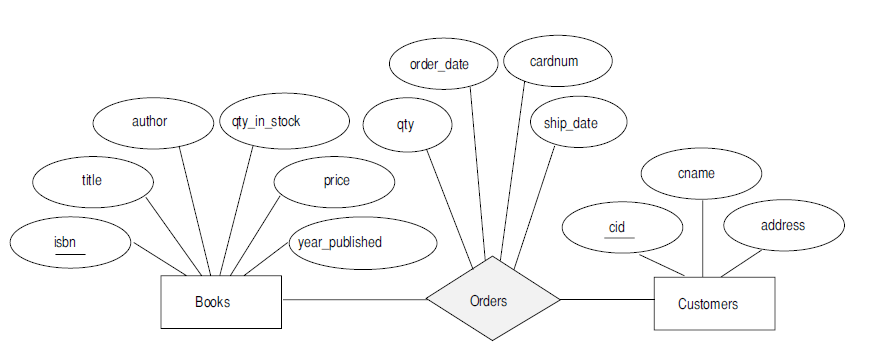 order_date
cardnum
author
qty_in_stock
qty
ship_date
title
price
cname
isbn
year_published
cid
address
Books
Orders
Customers